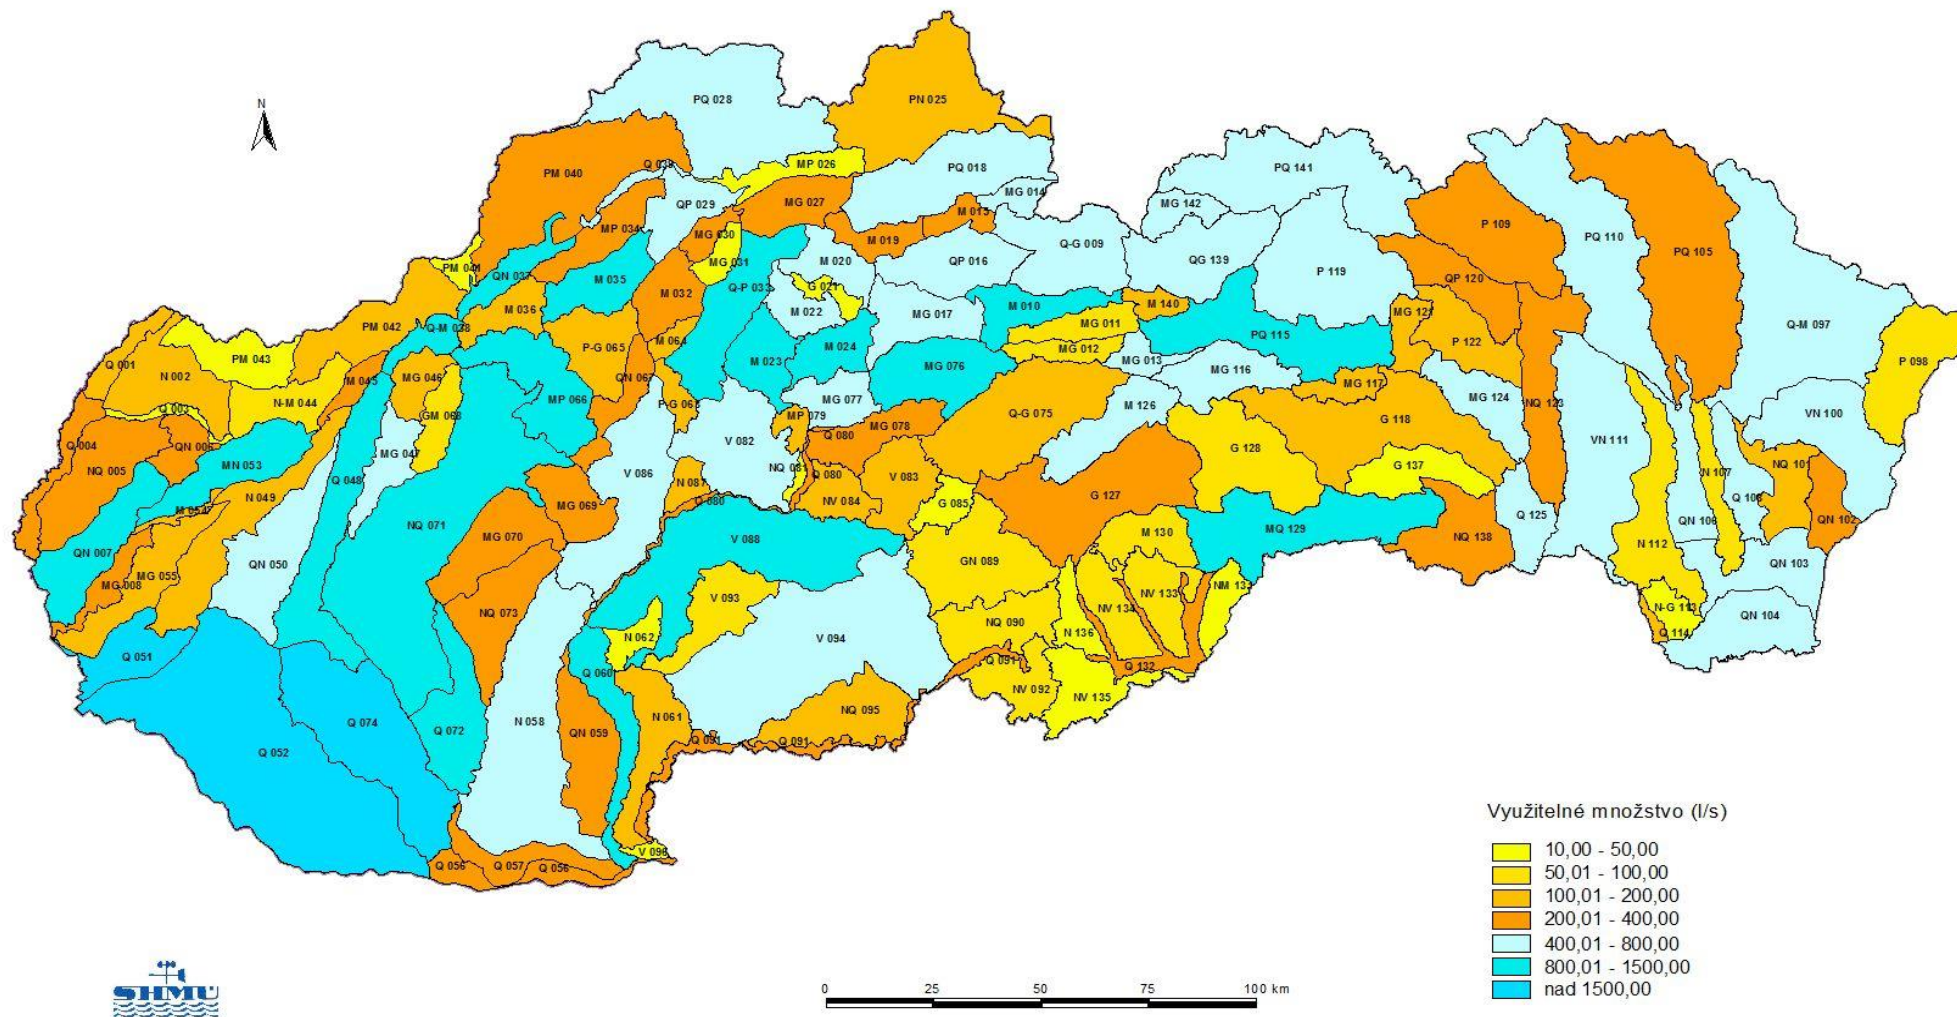 PQ 028
PN 025
N
MP 026
Q 039
PM 040
PQ 018
PQ 141
MG 014
QP 029
MG 027
MG 142
M 015
MP 034
P 109
MG 030
PQ 110
M 019
Q-G 009
PQ 105
M 020
QP 016
QG 139
MG 031
PM 041
P 119
QN 037
M 035
QP 120
G 021
Q-P 033
M 032
M 140
M 010
M 036
M 022
MG 017
MG 121
MG 011
Q-M 097
PM 042
Q-M 038
PQ 115
M 064
P 122
P-G 065
M 024
MG 012
PM 043
P 098
M 023
MG 013
Q 001
MG 076
MG 116
N 002
MG 046
QN 067
M 045
MG 117
MG 124
MP 066
MG 077
N-M 044
NQ 123
M 126
P-G 068
Q 003
Q-G 075
VN 100
MP 079
GM 068
G 118
MG 078
Q 080
V 082
VN 111
Q 004
QN 006
G 128
MG 047
G 137
NQ 101
MN 053
NQ 081
NQ 005
V 086
N 107
Q 080
V 083
Q 048
N 087
G 127
N 049
Q 108
NV 084
Q 080
G 085
MG 069
M 054
Q 125
QN 106
QN 102
NQ 071
MQ 129
M 130
NQ 138
MG 070
V 088
N 112
QN 007
GN 089
QN 103
QN 050
MG 055
MG 008
NV 133
V 093
NV 134
N-G 113
NQ 073
QN 104
NQ 090
N 136
Q 114
N 062
V 094
Q 051
Q 091
Q 132
Q 060
NV 092
NV 135
NQ 095
N 061
N 058
Q 074
Q 072
QN 059
Q 091
Q 091
Q 052
V 096
Q 056
Q 057
Q 056
Využitelné množstvo (l/s)
10,00 - 50,00
50,01 - 100,00
100,01 - 200,00
200,01 - 400,00
400,01 - 800,00
800,01 - 1500,00
nad 1500,00
0 25 50 75 100 km
SHMÚ